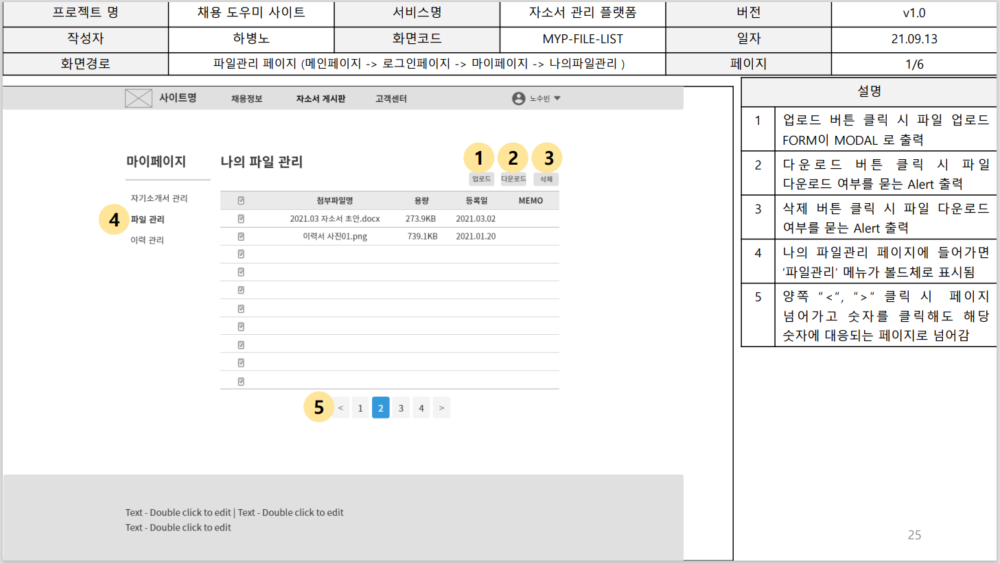 프로젝트 명 채용 도우미 사이트 서비스명 자소서 관리 플랫폼 버전 v1.0
작성자 하병노 화면코드 MYP-FILE-LIST 일자 21.09.13
화면경로 파일관리 페이지 (메인페이지 -> 로그인페이지 -> 마이페이지 -> 나의파일관리 ) 페이지 1/6
사이트명 채용정보 자소서 게시판 고객센터 노수빈
마이페이지
자기소개서 관리
4 파일 관리
이력 관리
나의 파일 관리
1 2 3
업로드 다운로드 삭제
첨부파일명 용량 등록일 MEMO
2021.03 자소서 초안.docx 273.9KB 2021.03.02
이력서 사진01.png 739.1KB 2021.01.20
5 < 1 2 3 4 >
Text - Double click to edit | Text - Double click to edit
Text - Double click to edit
설명
1 업로드 버튼 클릭 시 파일 업로드
FORM이 MODAL 로 출력
2 다운로드 버튼 클릭 시 파일
다운로드 여부를 묻는 Alert 출력
3 삭제 버튼 클릭 시 파일 다운로드
여부를 묻는 Alert 출력
4 나의 파일관리 페이지에 들어가면
'파일관리' 메뉴가 볼드체로 표시됨
5 양쪽 "<", ">" 클릭 시 페이지
넘어가고 숫자를 클릭해도 해당
숫자에 대응되는 페이지로 넘어감
25